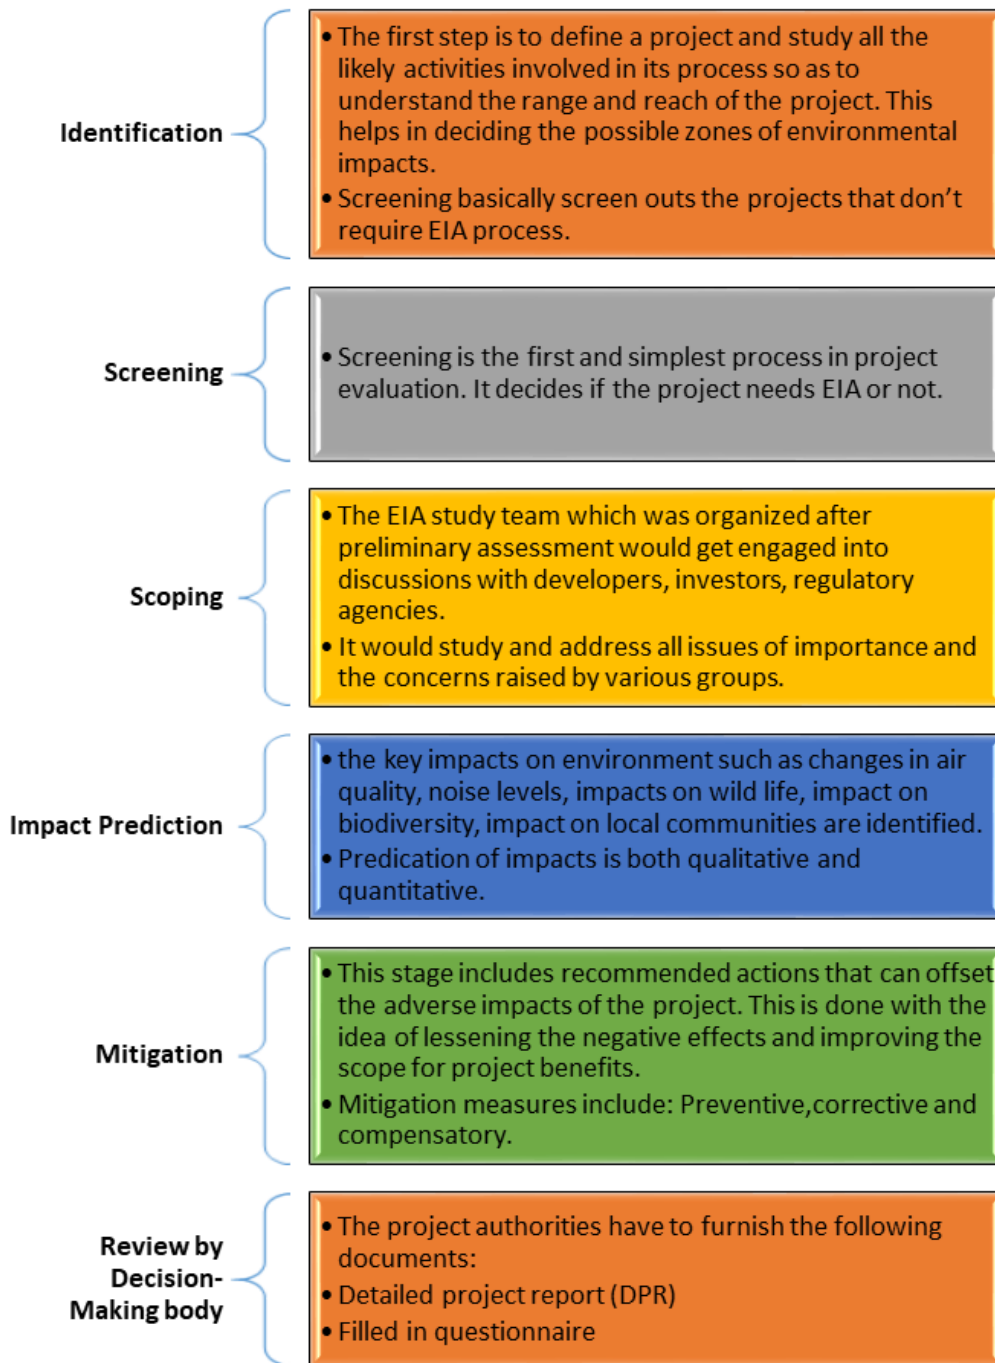 Identification
• The first step is to define a project and study all the
likely activities involved in its process so as to
understand the range and reach of the project. This
helps in deciding the possible zones of environmental
impacts.
• Screening basically screen outs the projects that don't
require EIA process.
Screening
• Screening is the first and simplest process in project
evaluation. It decides if the project needs EIA or not.
Scoping
• The EIA study team which was organized after
preliminary assessment would get engaged into
discussions with developers, investors, regulatory
agencies.
• It would study and address all issues of importance and
the concerns raised by various groups.
Impact Prediction
• the key impacts on environment such as changes in air
quality, noise levels, impacts on wild life, impact on
biodiversity, impact on local communities are identified.
• Predication of impacts is both qualitative and
quantitative.
Mitigation
• This stage includes recommended actions that can offset
the adverse impacts of the project. This is done with the
idea of lessening the negative effects and improving the
scope for project benefits.
• Mitigation measures include: Preventive,corrective and
compensatory.
Review by
Decision-
Making body
• The project authorities have to furnish the following
documents:
• Detailed project report (DPR)
• Filled in questionnaire